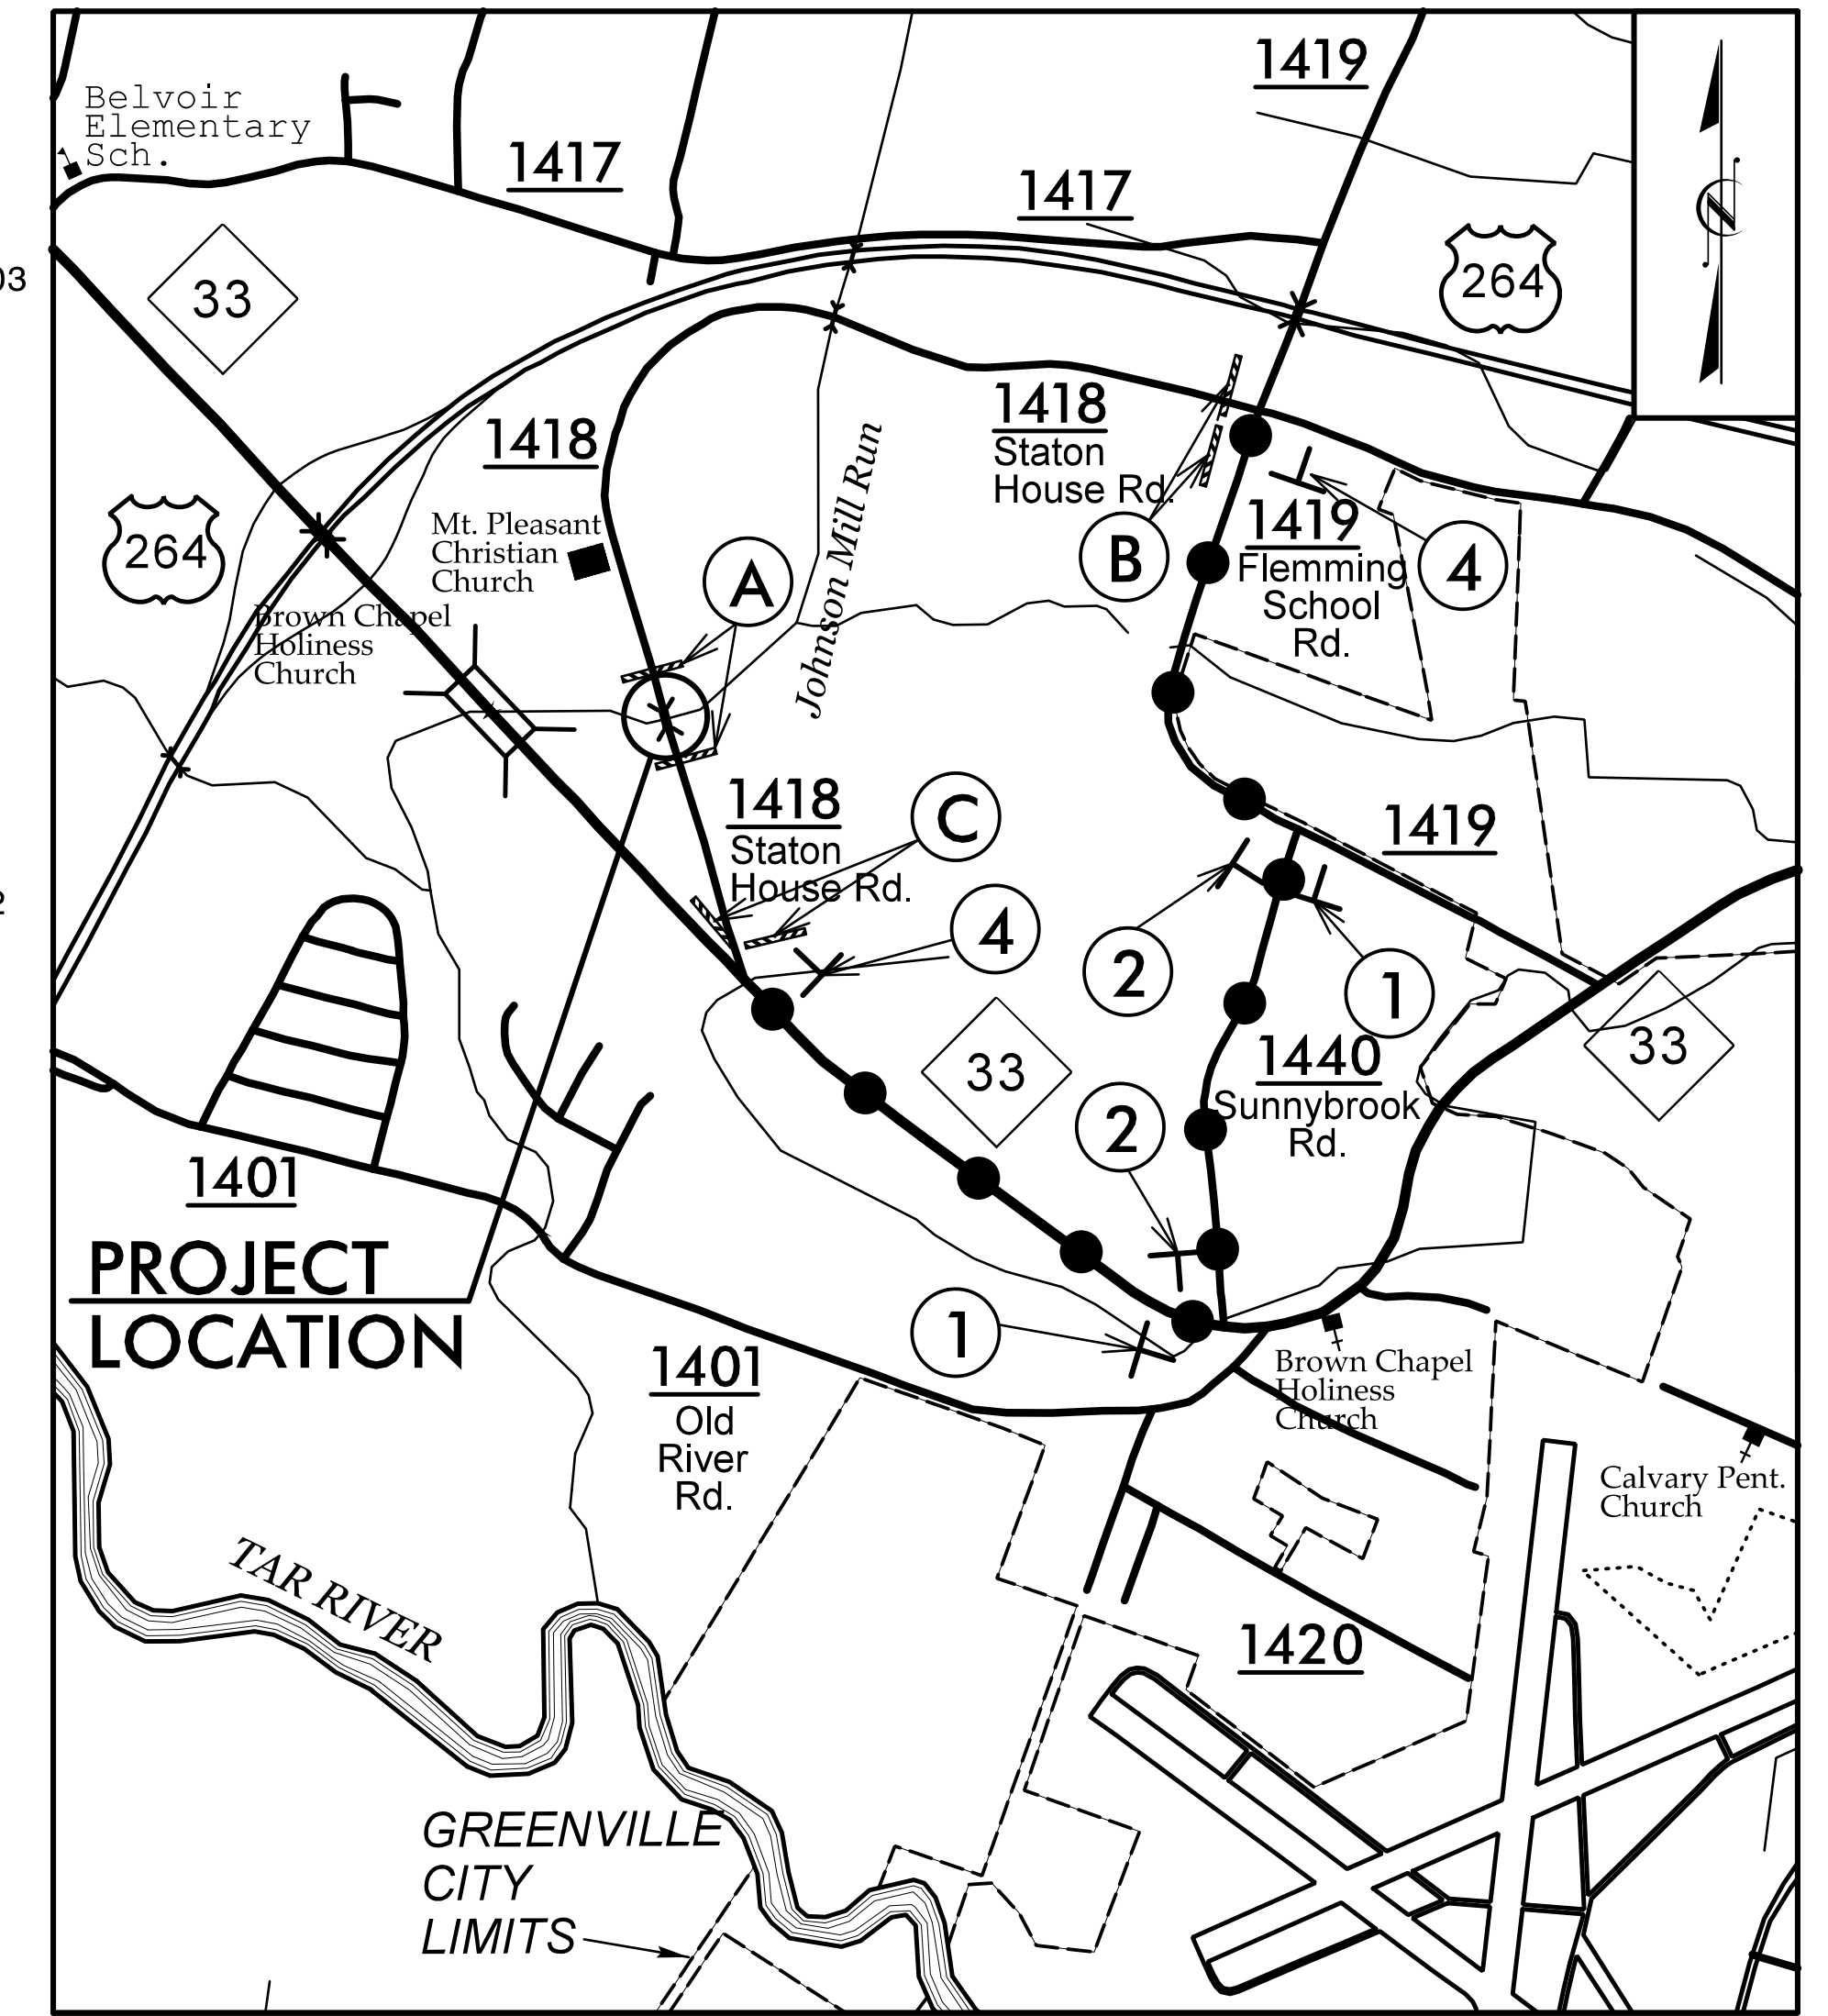 1419
Belvoir
Elementary
Sch.
1417
1417
03
33
264
1418
1418
Staton
House Rd.
Johnson Mill Run
1419
Flemming
School
Rd.
B
4
264
Mt. Pleasant
Christian
Church
A
Brown Chapel
Holiness
Church
1418
Staton
House Rd.
C
1419
2
4
2
1
33
1440
Sunnybrook
Rd.
33
2
1401
PROJECT
LOCATION
1
1401
Old
River
Rd.
Brown Chapel
Holiness
Church
Calvary Pent.
Church
TAR RIVER
1420
GREENVILLE
CITY
LIMITS